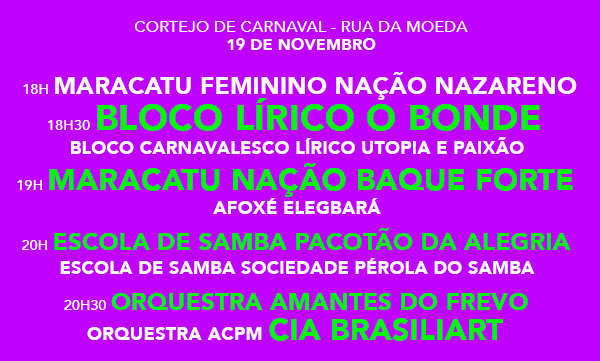 CORTEJO DE CARNAVAL - RUA DA MOEDA
19 DE NOVEMBRO
18H MARACATU FEMININO NAÇÃO NAZARENO
18H30 BLOCO LÍRICO O BONDE
BLOCO CARNAVALESCO LÍRICO UTOPIA E PAIXÃO
19H MARACATU NAÇÃO BAQUE FORTE
AFOXÉ ELEGBARÁ
20H ESCOLA DE SAMBA PACOTÃO DA ALEGRIA
ESCOLA DE SAMBA SOCIEDADE PÉROLA DO SAMBA
20H30 ORQUESTRA AMANTES DO FREVO
ORQUESTRA ACPM CIA BRASILIART